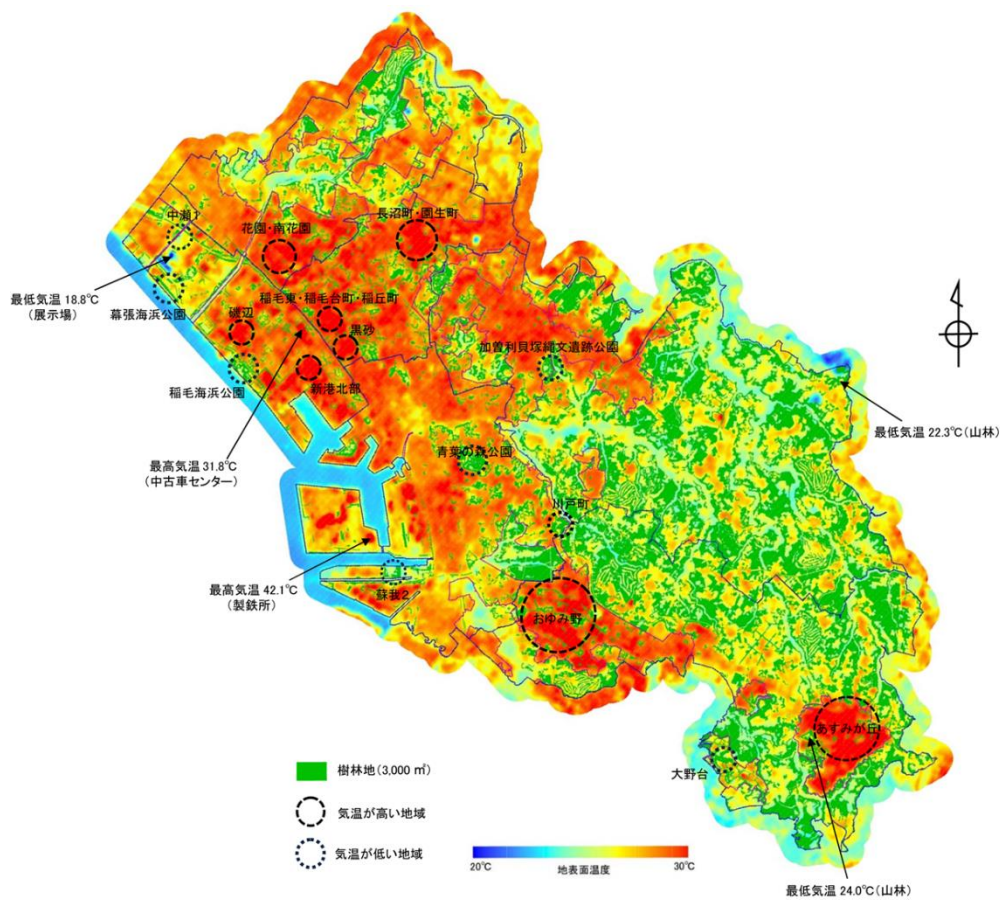 中瀬1
花園・南花園
長沼町・園生町
最低気温 18.8℃
(展示場)
幕張海浜公園
稲毛東・稲毛台町・稲丘町
磯辺
黒砂
加曽利貝塚縄文遺跡公園
稲毛海浜公園
新港北部
最低気温 22.3℃(山林)
最高気温 31.8℃
(中古車センター)
青葉の森公園
川戸町
最高気温 42.1℃
(製鉄所)
蘇我2
おゆみ野
あすみが丘
大野台
樹林地(3,000 ㎡)
気温が高い地域
気温が低い地域
20℃
地表面温度
30℃
最低気温 24.0℃(山林)